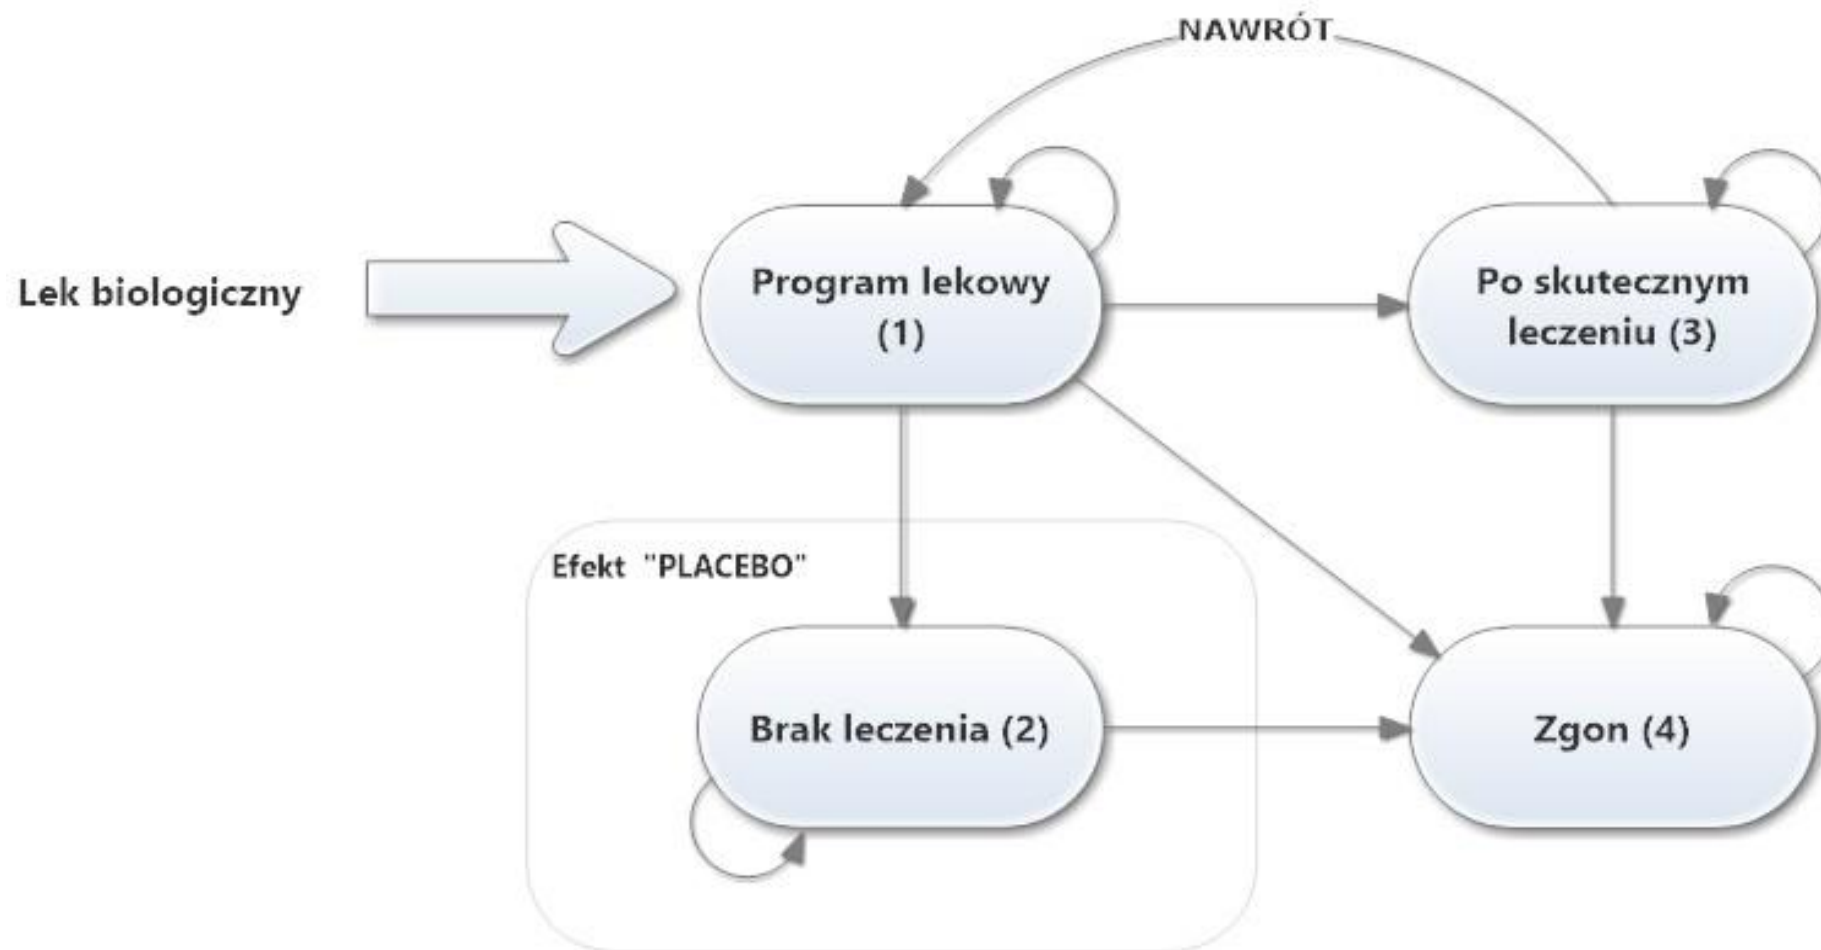 NAWRÓT
Lek biologiczny
Program lekowy
(1)
Po skutecznym
leczeniu (3)
Efekt "PLACEBO"
Brak leczenia (2)
Zgon (4)